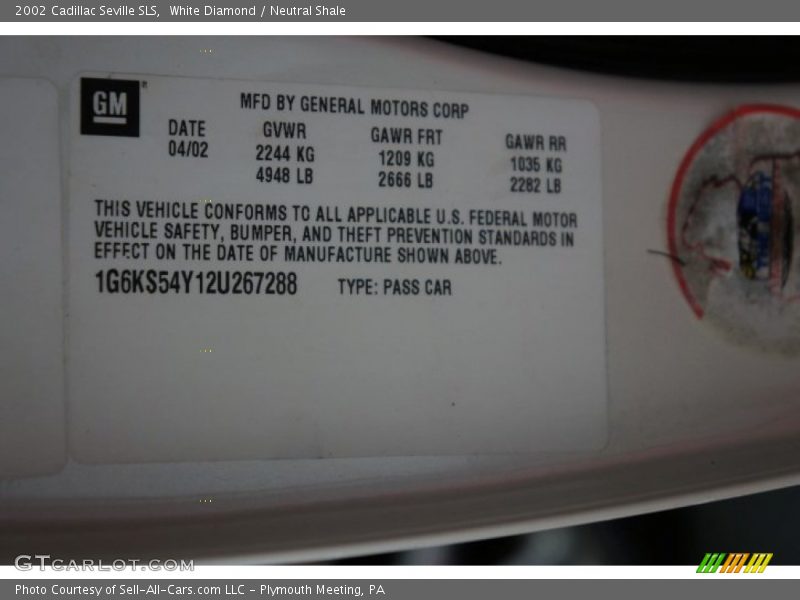 2002 Cadillac Seville SLS,  White Diamond / Neutral Shale
GM®
MFD BY GENERAL MOTORS CORP
DATE GVWR GAWR FRT GAWR RR
04/02 2244 KG 1209 KG 1035 KG
4948 LB 2666 LB 2282 LB
THIS VEHICLE CONFORMS TO ALL APPLICABLE U.S. FEDERAL MOTOR
VEHICLE SAFETY, BUMPER, AND THEFT PREVENTION STANDARDS IN
EFFECT ON THE DATE OF MANUFACTURE SHOWN ABOVE.
1G6KS54Y12U267288 TYPE: PASS CAR
GTCARLOT.COM
Photo Courtesy of Sell-All-Cars.com LLC - Plymouth Meeting, PA